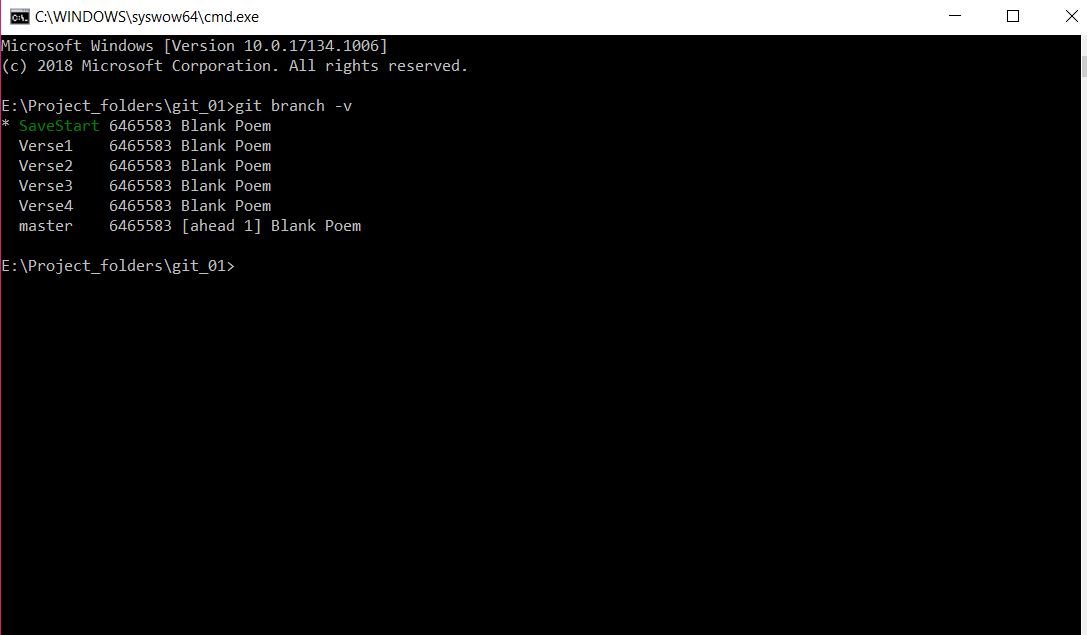 C:\WINDOWS\syswow64\cmd.exe
Microsoft Windows [Version 10.0.17134.1006]
(c) 2018 Microsoft Corporation. All rights reserved.
E:\Project_folders\git_01>git branch -v
* SaveStart 6465583 Blank Poem
  Verse1    6465583 Blank Poem
  Verse2    6465583 Blank Poem
  Verse3    6465583 Blank Poem
  Verse4    6465583 Blank Poem
  master    6465583 [ahead 1] Blank Poem
E:\Project_folders\git_01>